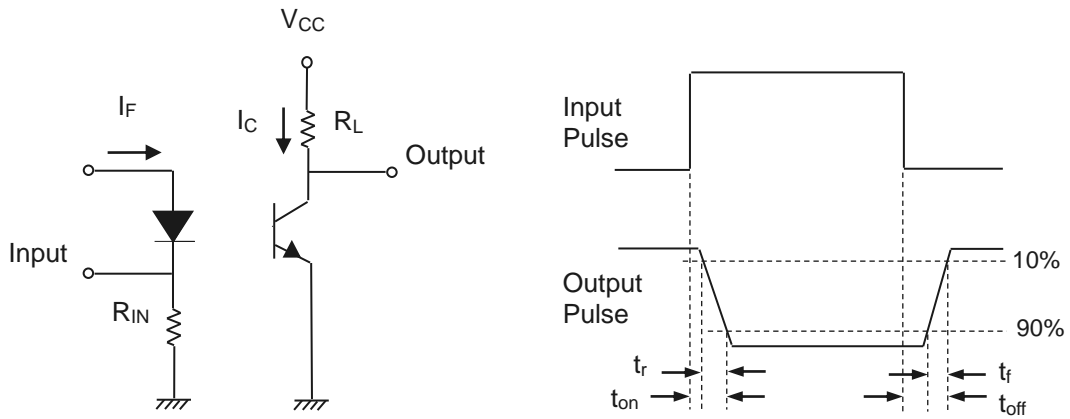 VCC
IF
IC
RL
Output
Input
RIN
Input
Pulse
Output
Pulse
10%
90%
tr
tf
ton
toff